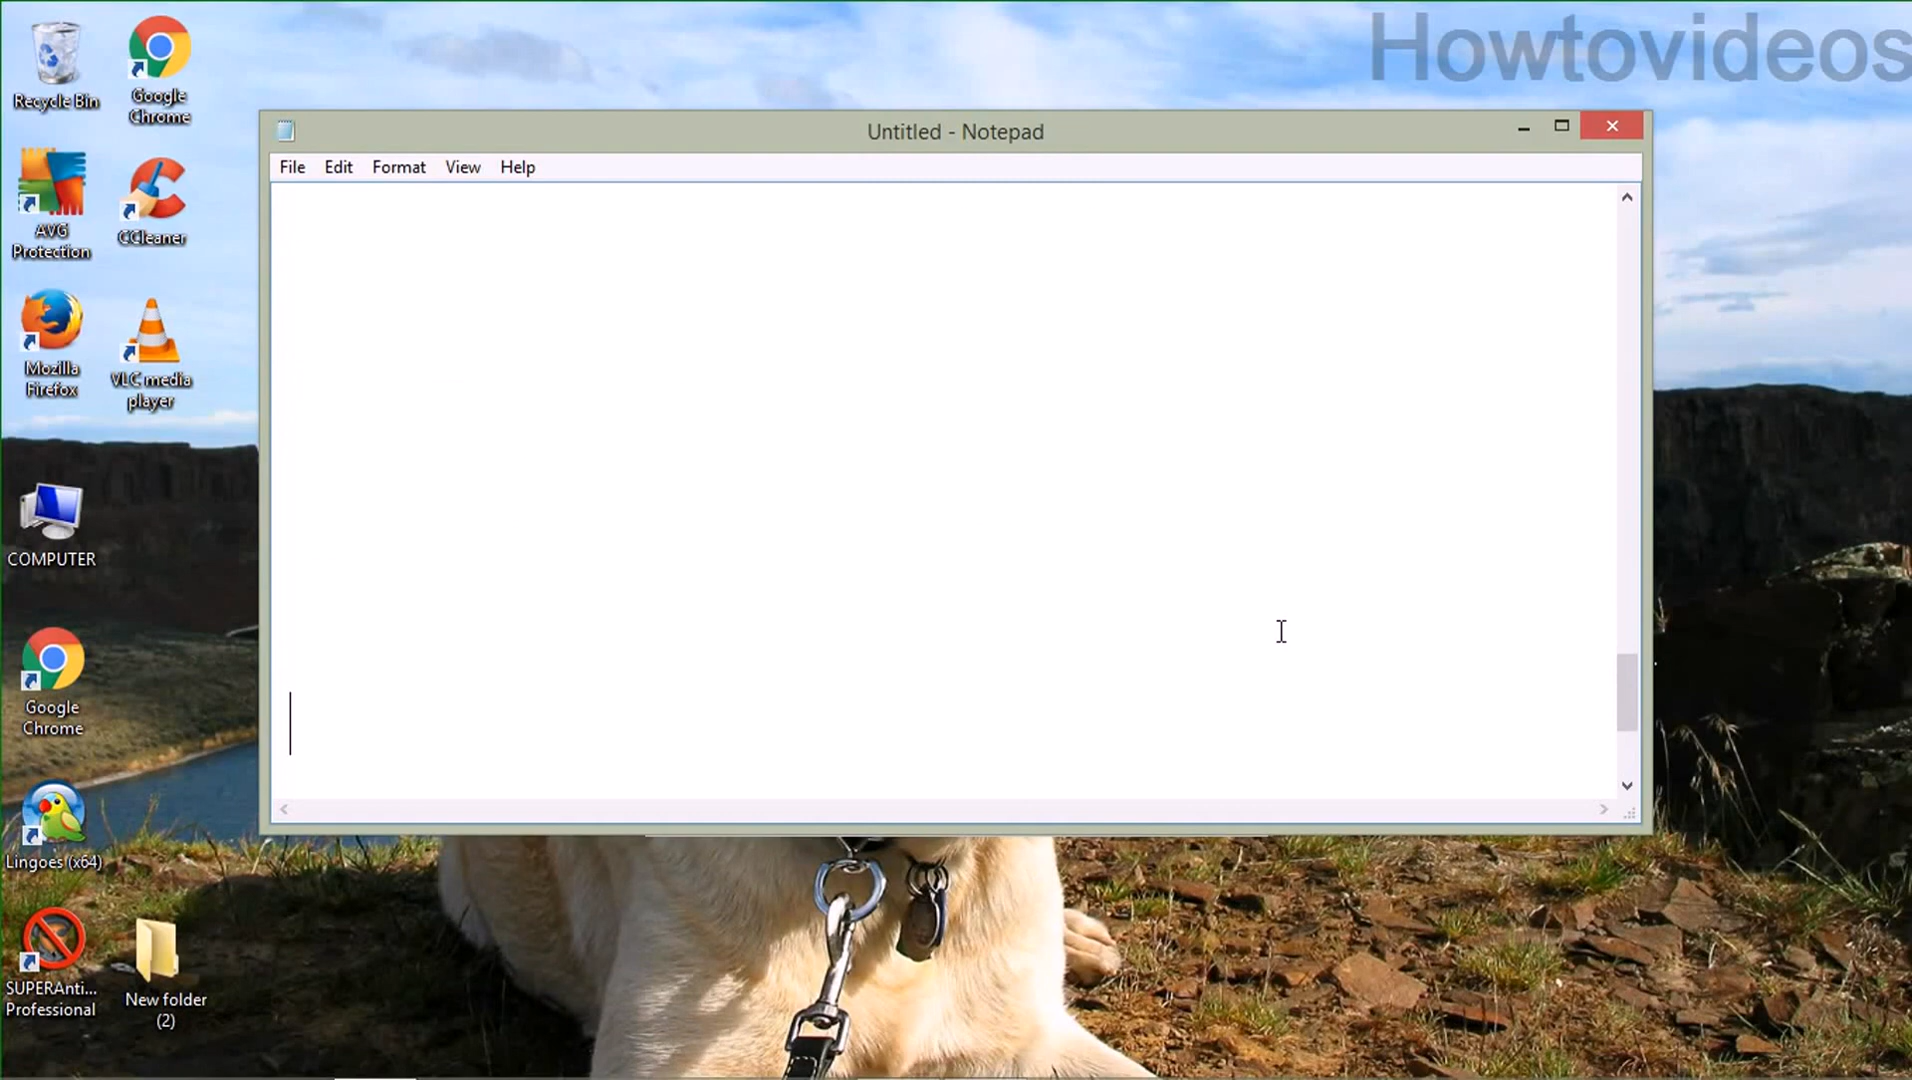 Howtovideos
Recycle Bin
Google
Chrome
AVG
Protection
CCleaner
Mozilla
Firefox
VLC media
player
COMPUTER
Google
Chrome
Lingoes (x64)
SUPERAnti...
Professional
New folder
(2)
Untitled - Notepad
File Edit Format View Help